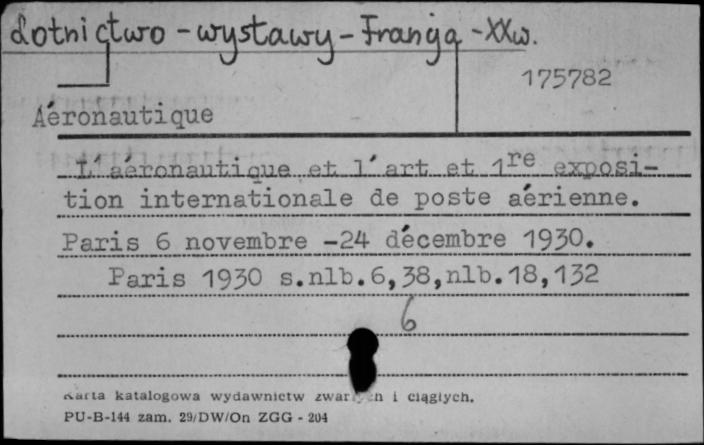 Lotnictwo - wystawy - Francja - XXw.
175782
Aéronautique
L'aéronautique et l'art et 1re exposi-
tion internationale de poste aérienne.
Paris 6 novembre -24 décembre 1930.
Paris 1930 s.nlb.6,38,nlb.18,132
6
Karta katalogowa wydawnictw i ciągłych.
PU-B-144 zam. 29/DW/On ZGG - 204